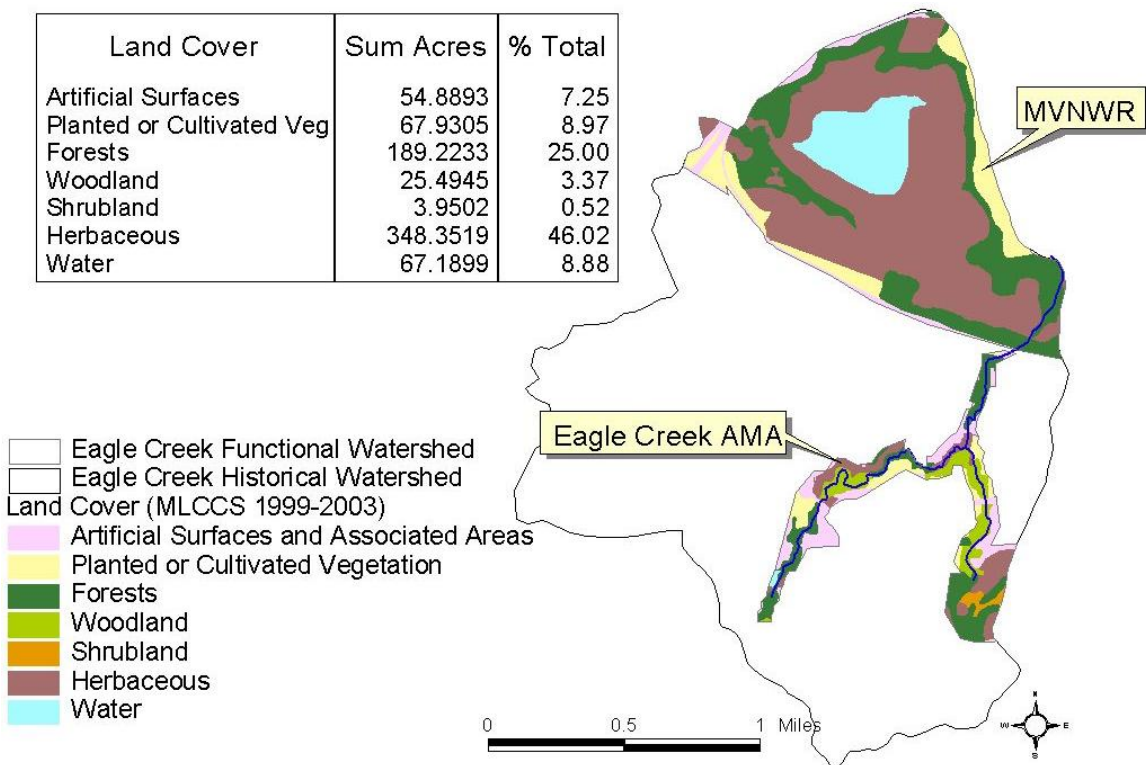 Land Cover Sum Acres % Total
Artificial Surfaces 54.8893 7.25
Planted or Cultivated Veg 67.9305 8.97
Forests 189.2233 25.00
Woodland 25.4945 3.37
Shrubland 3.9502 0.52
Herbaceous 348.3519 46.02
Water 67.1899 8.88
MVNWR
Eagle Creek AMA
Eagle Creek Functional Watershed
Eagle Creek Historical Watershed
Land Cover (MLCCS 1999-2003)
Artificial Surfaces and Associated Areas
Planted or Cultivated Vegetation
Forests
Woodland
Shrubland
Herbaceous
Water
0 0.5 1 Miles
N
W E
S